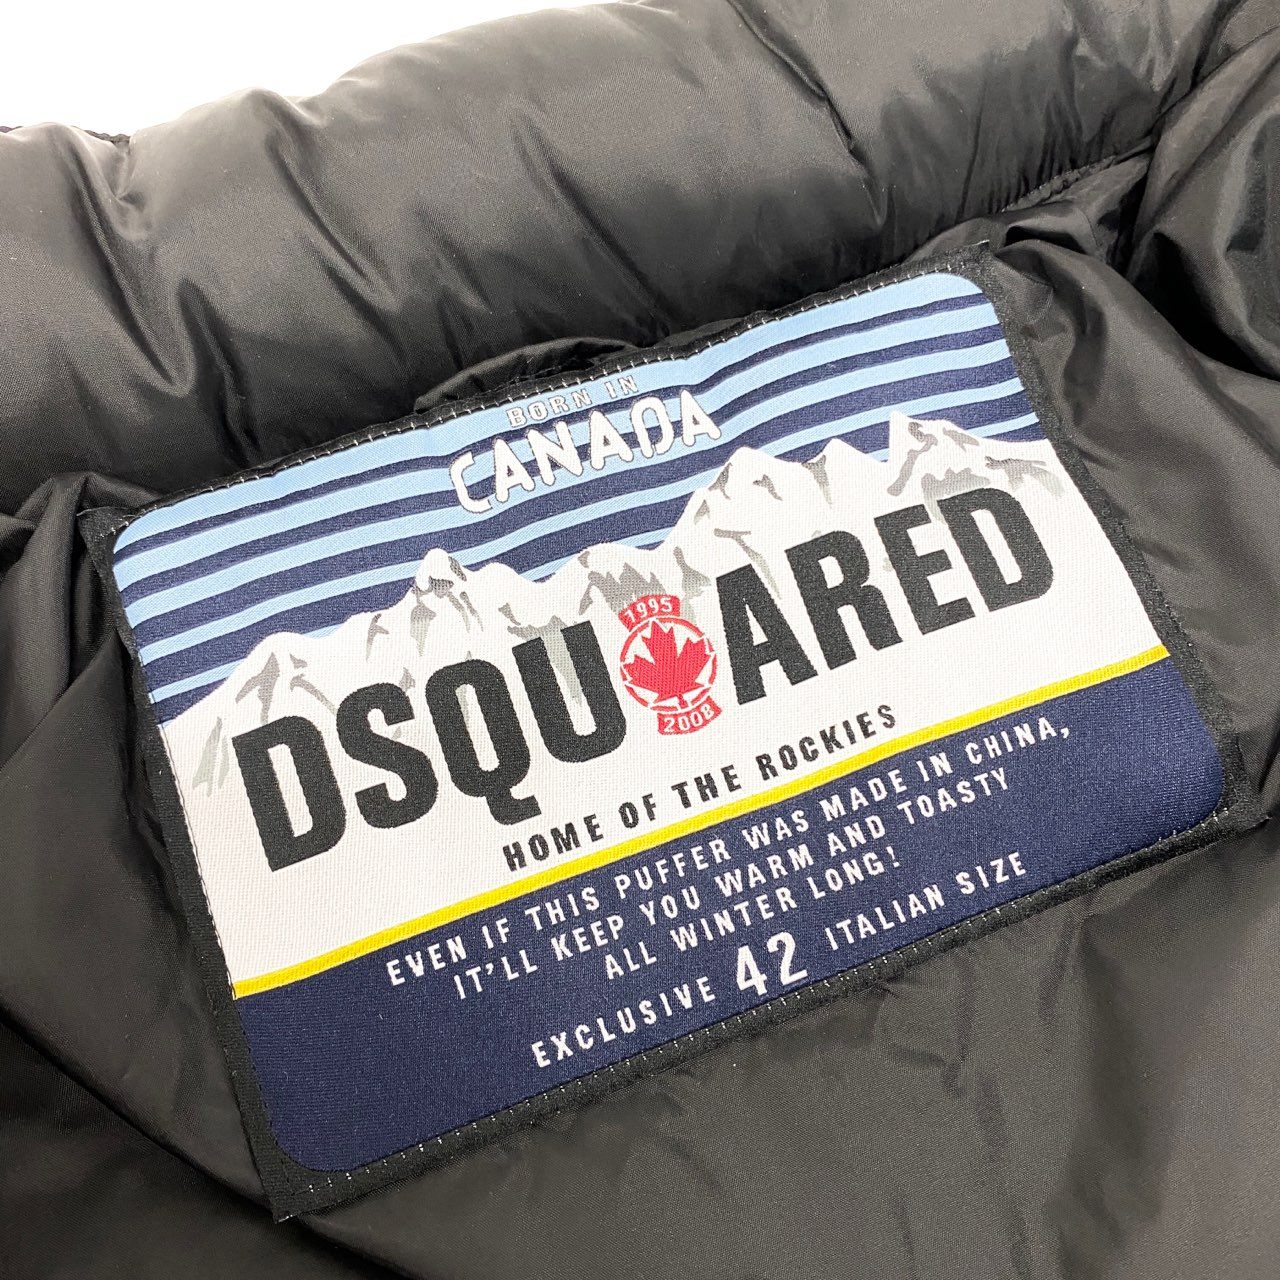 BORN IN
CANADA
1995
DSQU ARED
2008
HOME OF THE ROCKIES
EVEN IF THIS PUFFER WAS MADE IN CHINA,
IT'LL KEEP YOU WARM AND TOASTY
ALL WINTER LONG!
EXCLUSIVE 42 ITALIAN SIZE